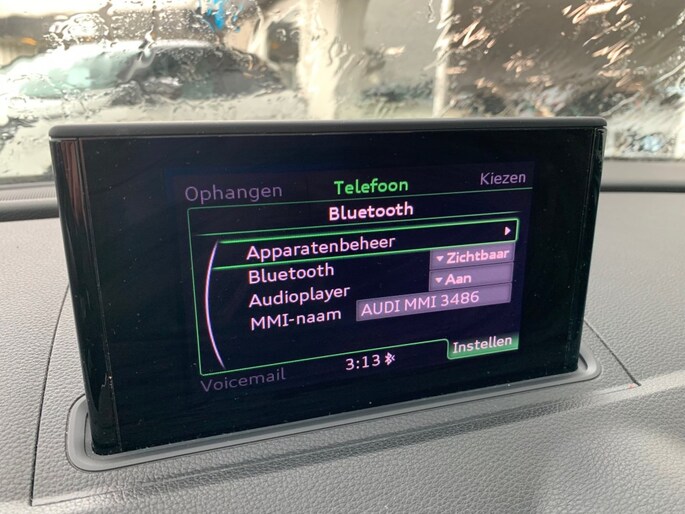 Ophangen Telefoon Kiezen
Bluetooth
Apparatenbeheer
Bluetooth Zichtbaar
Audioplayer Aan
MMI-naam AUDI MMI 3486
Instellen
Voicemail 3:13